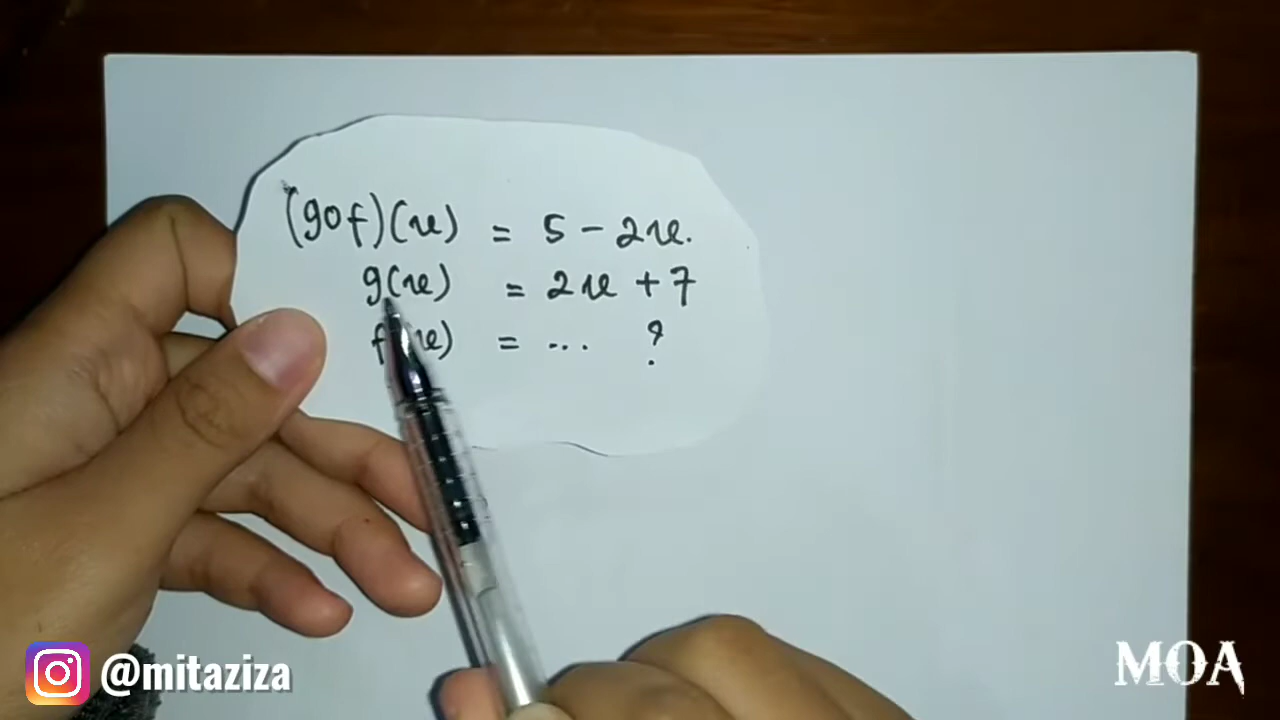 (gof)(x) = 5 - 2x.
g(x) = 2x + 7
f(x) = ... ?
@mitaziza
MOA